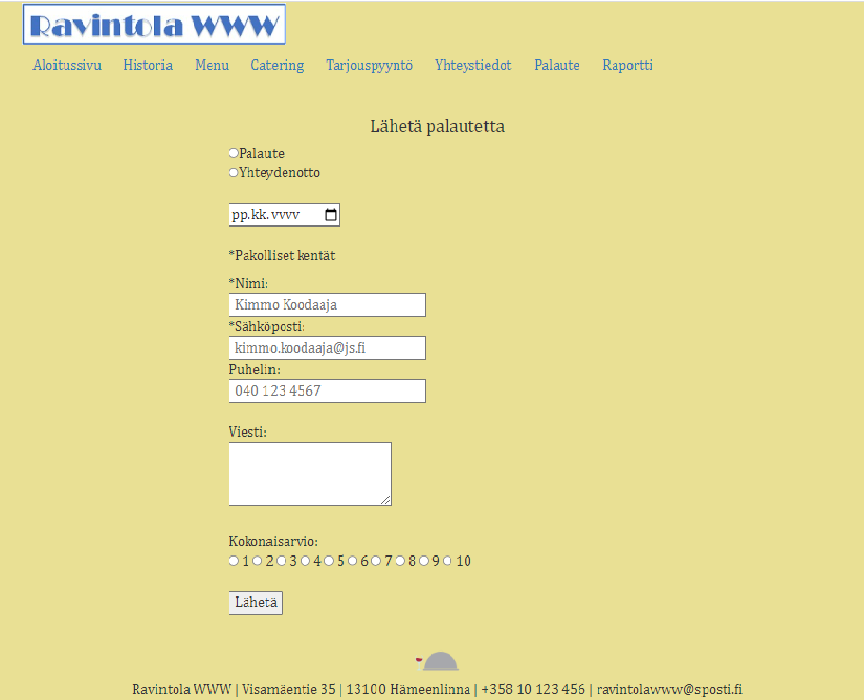 Ravintola WWW
Aloitussivu Historia Menu Catering Tarjouspyyntö Yhteystiedot Palaute Raportti
Lähetä palautetta
Palaute
Yhteydenotto
pp.kk.vvvv
*Pakolliset kentät
*Nimi:
Kimmo Koodaaja
*Sähköposti:
kimmo.koodaaja@js.fi
Puhelin:
040 123 4567
Viesti:
Kokonaisarvio:
1 2 3 4 5 6 7 8 9 10
Lähetä
Ravintola WWW | Visamäentie 35 | 13100 Hämeenlinna | +358 10 123 456 | ravintolawww@sposti.fi